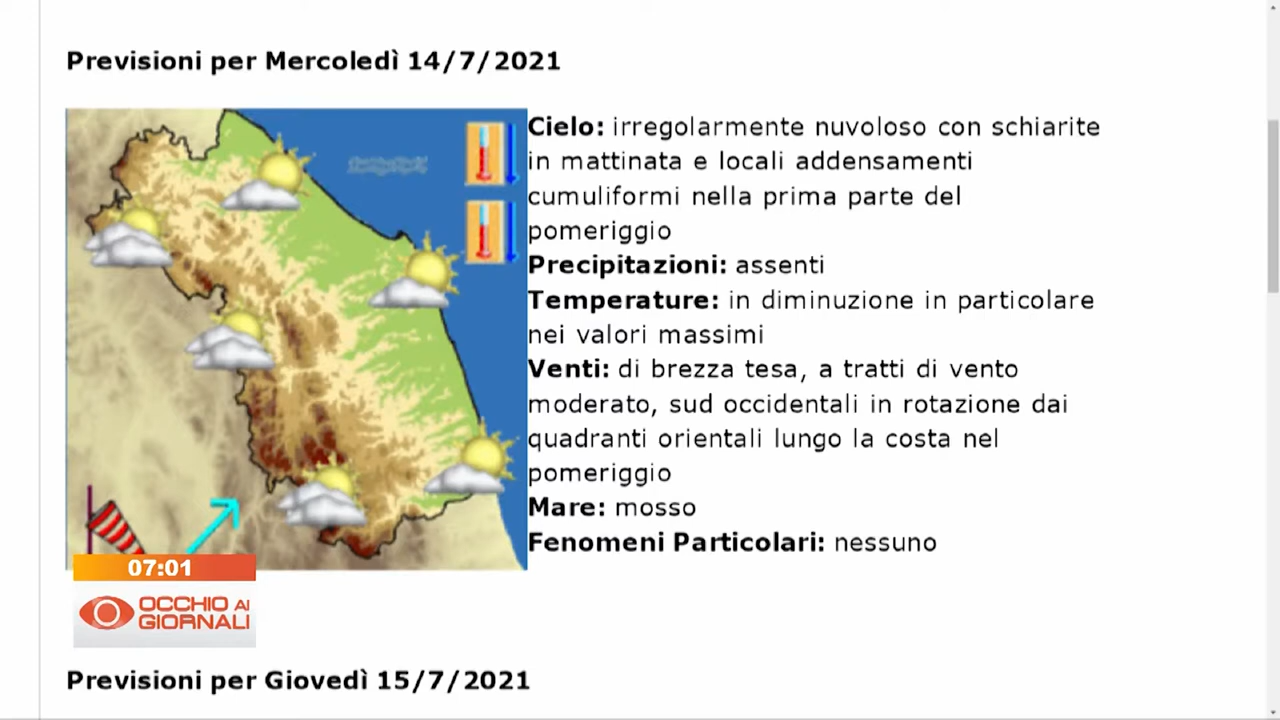 Previsioni per Mercoledì 14/7/2021
Cielo: irregolarmente nuvoloso con schiarite
in mattinata e locali addensamenti
cumuliformi nella prima parte del
pomeriggio
Precipitazioni: assenti
Temperature: in diminuzione in particolare
nei valori massimi
Venti: di brezza tesa, a tratti di vento
moderato, sud occidentali in rotazione dai
quadranti orientali lungo la costa nel
pomeriggio
Mare: mosso
Fenomeni Particolari: nessuno
07:01
OCCHIO AI
GIORNALI
Previsioni per Giovedì 15/7/2021